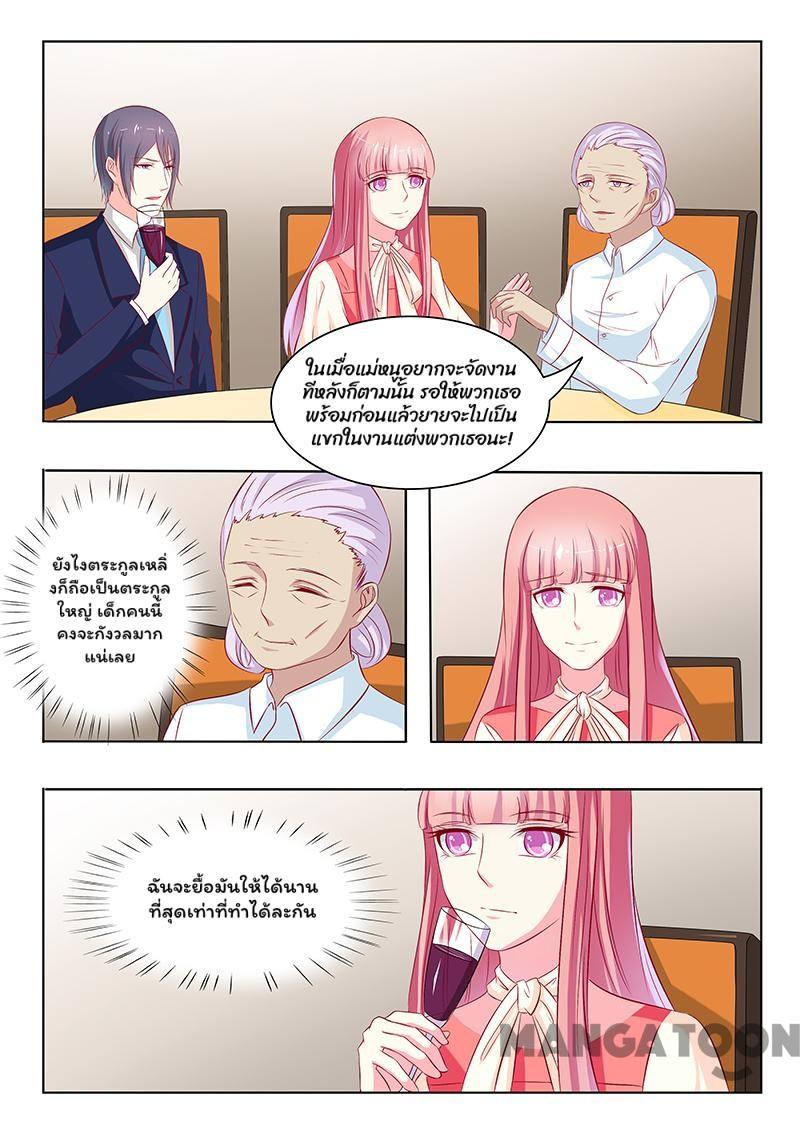 ในเมื่อแม่หนูอยากจะจัดงาน
ทีหลังก็ตามนั้น รอให้พวกเธอ
พร้อมก่อนแล้วยายจะไปเป็น
แขกในงานแต่งพวกเธอนะ!
ยังไงตระกูลเหลิ่
งก็ถือเป็นตระกูล
ใหญ่ เด็กคนนี้
คงจะกังวลมาก
แน่เลย
ฉันจะยื้อมันให้ได้นาน
ที่สุดเท่าที่ทำได้ละกัน
MANGATOON